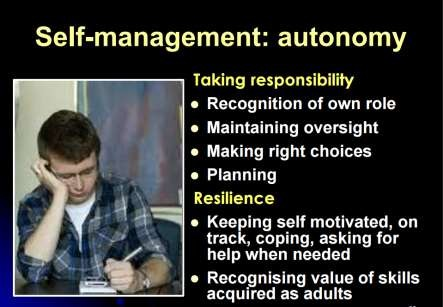 Self-management: autonomy
Taking responsibility
• Recognition of own role
• Maintaining oversight
• Making right choices
• Planning
Resilience
• Keeping self motivated, on
track, coping, asking for
help when needed
• Recognising value of skills
acquired as adults